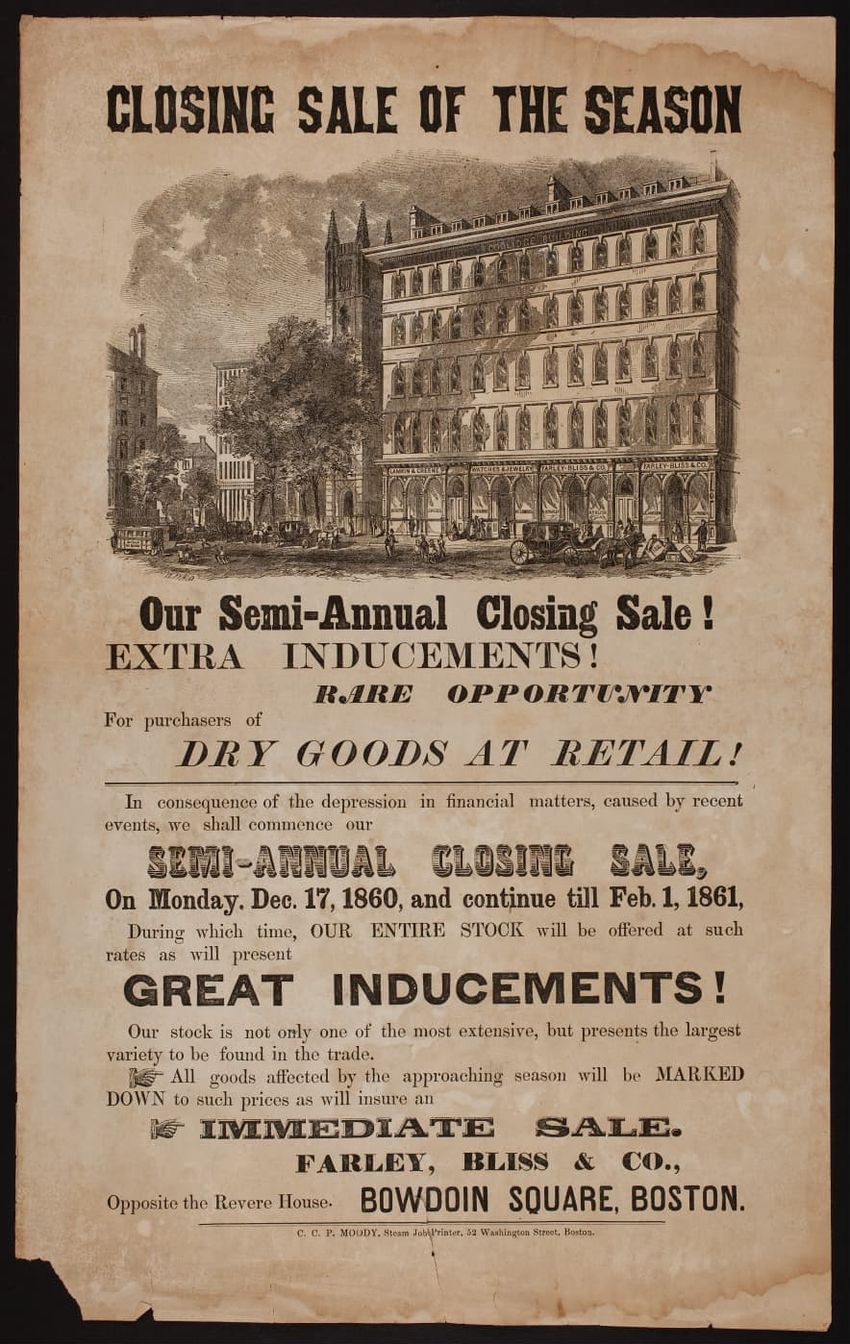 CLOSING SALE OF THE SEASON
COOLIDGE BUILDING
LAMKIN & GREENE WATCHES & JEWELRY FARLEY-BLISS & CO. FARLEY-BLISS & CO.
Our Semi-Annual Closing Sale!
EXTRA INDUCEMENTS!
RARE OPPORTUNITY
For purchasers of
DRY GOODS AT RETAIL!
In consequence of the depression in financial matters, caused by recent
events, we shall commence our
SEMI-ANNUAL CLOSING SALE,
On Monday. Dec. 17, 1860, and continue till Feb. 1, 1861,
During which time, OUR ENTIRE STOCK will be offered at such
rates as will present
GREAT INDUCEMENTS!
Our stock is not only one of the most extensive, but presents the largest
variety to be found in the trade.
☞ All goods affected by the approaching season will be MARKED
DOWN to such prices as will insure an
☞ IMMEDIATE SALE.
FARLEY, BLISS & CO.,
Opposite the Revere House. BOWDOIN SQUARE, BOSTON.
C. C. P. MOODY, Steam Job Printer, 52 Washington Street, Boston.